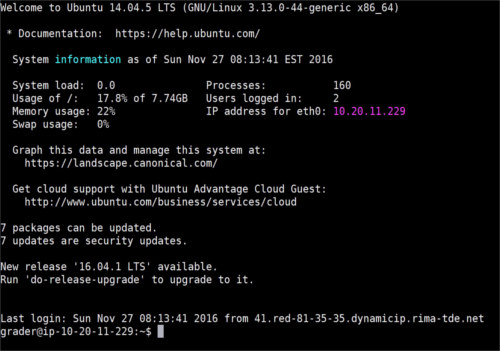 Welcome to Ubuntu 14.04.5 LTS (GNU/Linux 3.13.0-44-generic x86_64)
* Documentation:  https://help.ubuntu.com/
System information as of Sun Nov 27 08:13:41 EST 2016
System load:  0.0               Processes:           160
Usage of /:   17.8% of 7.74GB   Users logged in:     2
Memory usage: 22%               IP address for eth0: 10.20.11.229
Swap usage:   0%
Graph this data and manage this system at:
https://landscape.canonical.com/
Get cloud support with Ubuntu Advantage Cloud Guest:
http://www.ubuntu.com/business/services/cloud
7 packages can be updated.
7 updates are security updates.
New release '16.04.1 LTS' available.
Run 'do-release-upgrade' to upgrade to it.
Last login: Sun Nov 27 08:13:41 2016 from 41.red-81-35-35.dynamicip.rima-tde.net
grader@ip-10-20-11-229:~$